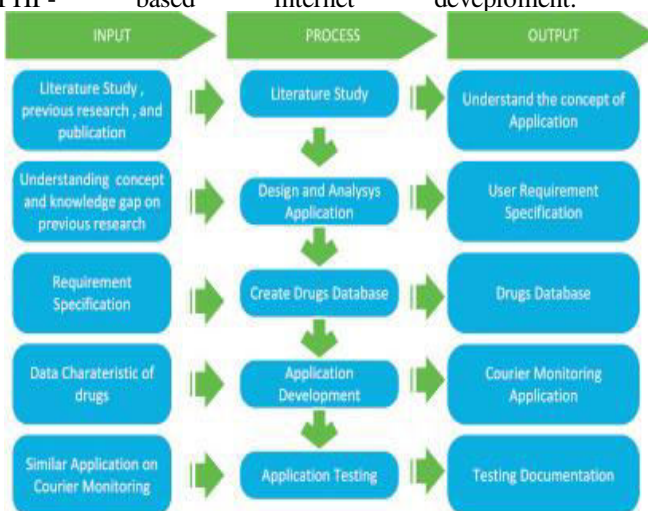 based internet deveploment.
INPUT PROCESS OUTPUT
Literature Study ,
previous research , and
publication
Literature Study
Understand the concept of
Application
Understanding concept
and knowledge gap on
previous research
Design and Analysys
Application
User Requirement
Specification
Requirement
Specification
Create Drugs Database
Drugs Database
Data Charateristic of
drugs
Application
Development
Courier Monitoring
Application
Similar Application on
Courier Monitoring
Application Testing
Testing Documentation